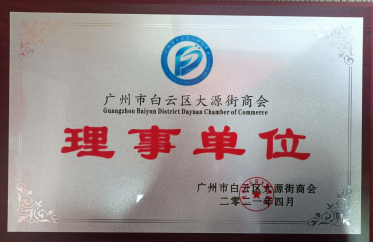 广州市白云区大源街商会
Guangzhou Baiyun District Dayuan Chamber of Commerce
理事单位
广州市白云区大源街商会
二零二一年四月